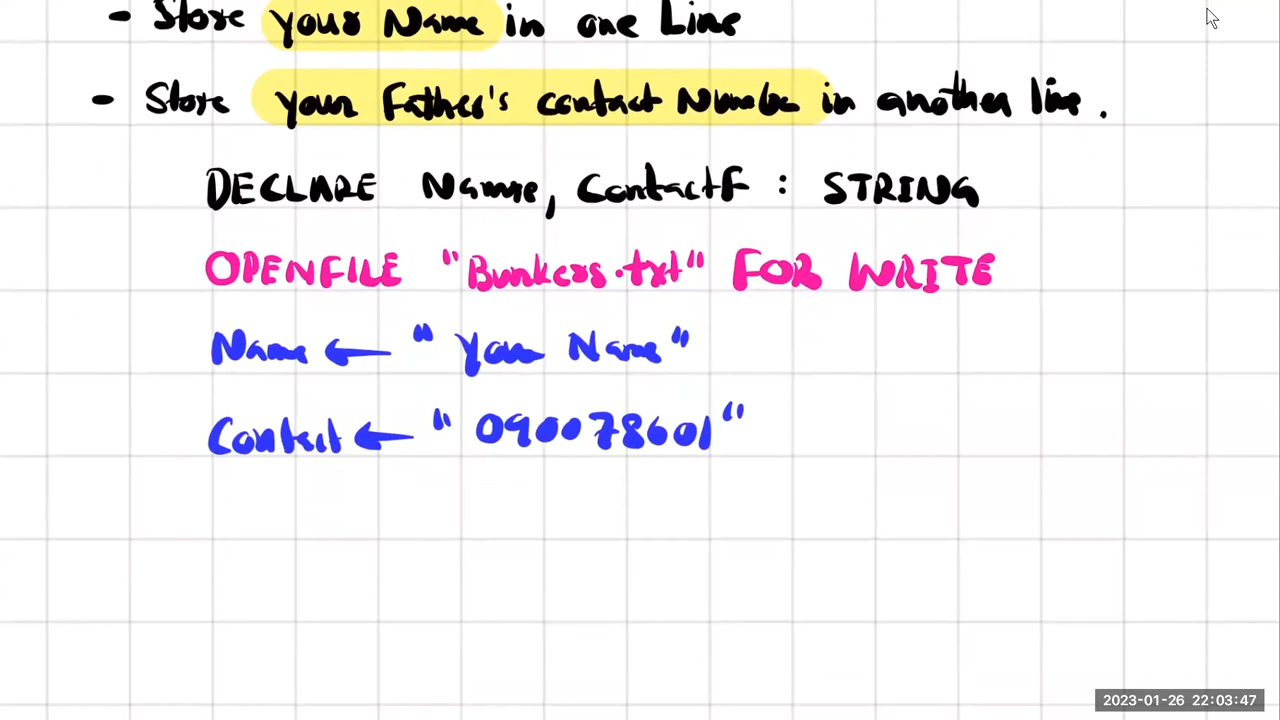 - Store your Name in one Line
- Store your Father's contact Number in another line.
DECLARE Name, ContactF : STRING
OPENFILE "Bunkers.txt" FOR WRITE
Name ← "Your Name"
Contact ← "090078601"
2023-01-26 22:03:47